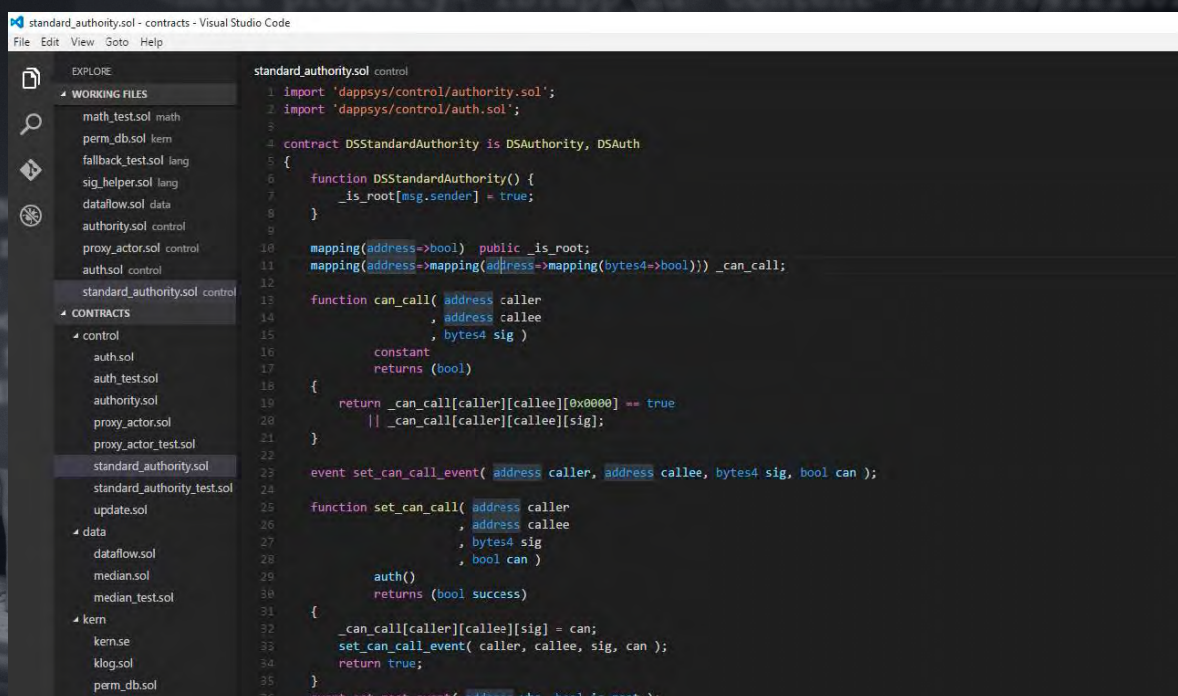 standard_authority.sol - contracts - Visual Studio Code
File Edit View Goto Help
EXPLORE
WORKING FILES
math_test.sol math
perm_db.sol kern
fallback_test.sol lang
sig_helper.sol lang
dataflow.sol data
authority.sol control
proxy_actor.sol control
auth.sol control
standard_authority.sol control
CONTRACTS
control
auth.sol
auth_test.sol
authority.sol
proxy_actor.sol
proxy_actor_test.sol
standard_authority.sol
standard_authority_test.sol
update.sol
data
dataflow.sol
median.sol
median_test.sol
kern
kern.se
klog.sol
perm_db.sol
standard_authority.sol control
1 import 'dappsys/control/authority.sol';
2 import 'dappsys/control/auth.sol';
3
4 contract DSStandardAuthority is DSAuthority, DSAuth
5 {
6 function DSStandardAuthority() {
7 _is_root[msg.sender] = true;
8 }
9
10 mapping(address=>bool) public _is_root;
11 mapping(address=>mapping(address=>mapping(bytes4=>bool))) _can_call;
12
13 function can_call( address caller
14 , address callee
15 , bytes4 sig )
16 constant
17 returns (bool)
18 {
19 return _can_call[caller][callee][0x0000] == true
20 || _can_call[caller][callee][sig];
21 }
22
23 event set_can_call_event( address caller, address callee, bytes4 sig, bool can );
24
25 function set_can_call( address caller
26 , address callee
27 , bytes4 sig
28 , bool can )
29 auth()
30 returns (bool success)
31 {
32 _can_call[caller][callee][sig] = can;
33 set_can_call_event( caller, callee, sig, can );
34 return true;
35 }